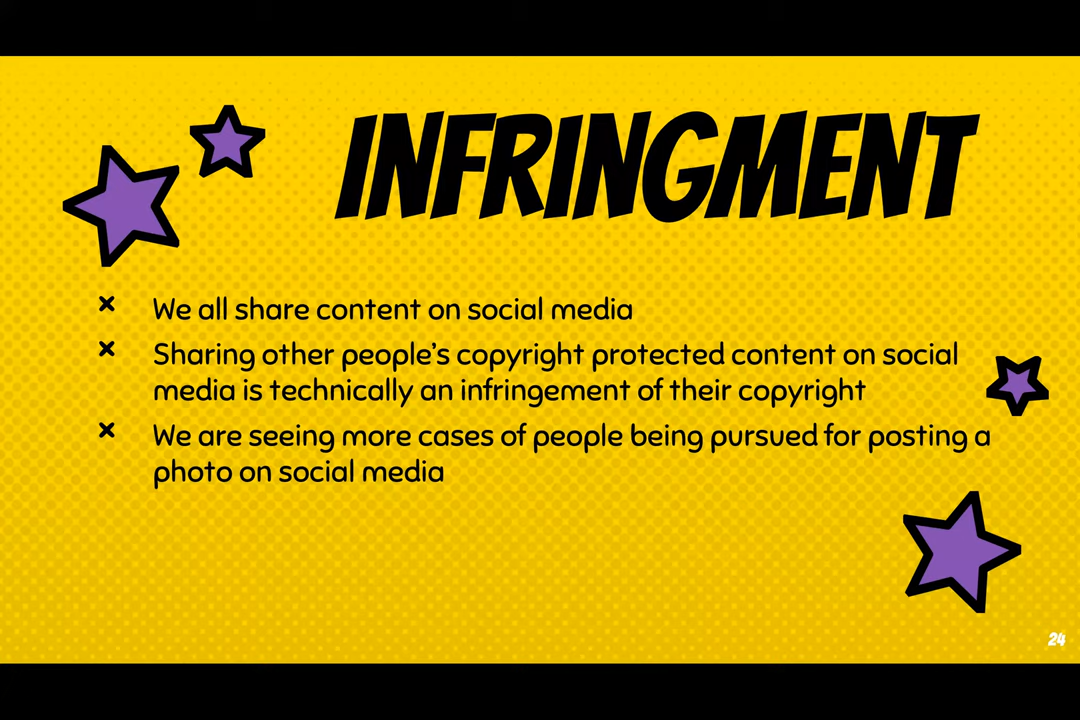 INFRINGMENT
× We all share content on social media
× Sharing other people's copyright protected content on social
media is technically an infringement of their copyright
× We are seeing more cases of people being pursued for posting a
photo on social media
24